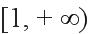 [1, + ∞)